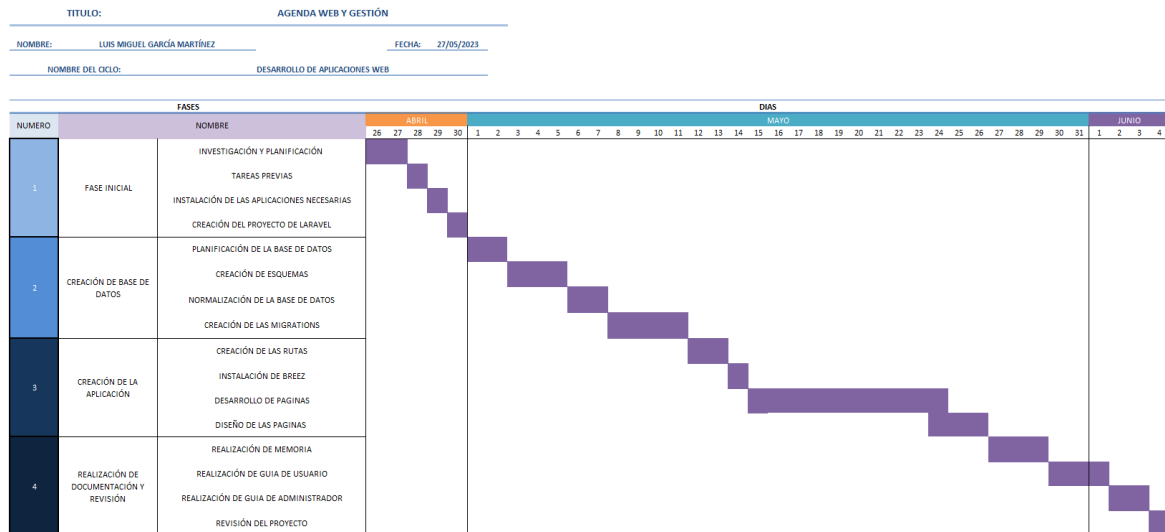 TITULO: AGENDA WEB Y GESTIÓN
NOMBRE: LUIS MIGUEL GARCÍA MARTÍNEZ FECHA: 27/05/2023
NOMBRE DEL CICLO: DESARROLLO DE APLICACIONES WEB
FASES DIAS
NUMERO NOMBRE ABRIL MAYO JUNIO
26 27 28 29 30 1 2 3 4 5 6 7 8 9 10 11 12 13 14 15 16 17 18 19 20 21 22 23 24 25 26 27 28 29 30 31 1 2 3 4
1 FASE INICIAL
INVESTIGACIÓN Y PLANIFICACIÓN
TAREAS PREVIAS
INSTALACIÓN DE LAS APLICACIONES NECESARIAS
CREACIÓN DEL PROYECTO DE LARAVEL
2 CREACIÓN DE BASE DE
DATOS
PLANIFICACIÓN DE LA BASE DE DATOS
CREACIÓN DE ESQUEMAS
NORMALIZACIÓN DE LA BASE DE DATOS
CREACIÓN DE LAS MIGRATIONS
3 CREACIÓN DE LA
APLICACIÓN
CREACIÓN DE LAS RUTAS
INSTALACIÓN DE BREEZ
DESARROLLO DE PAGINAS
DISEÑO DE LAS PAGINAS
4 REALIZACIÓN DE
DOCUMENTACIÓN Y
REVISIÓN
REALIZACIÓN DE MEMORIA
REALIZACIÓN DE GUIA DE USUARIO
REALIZACIÓN DE GUIA DE ADMINISTRADOR
REVISIÓN DEL PROYECTO